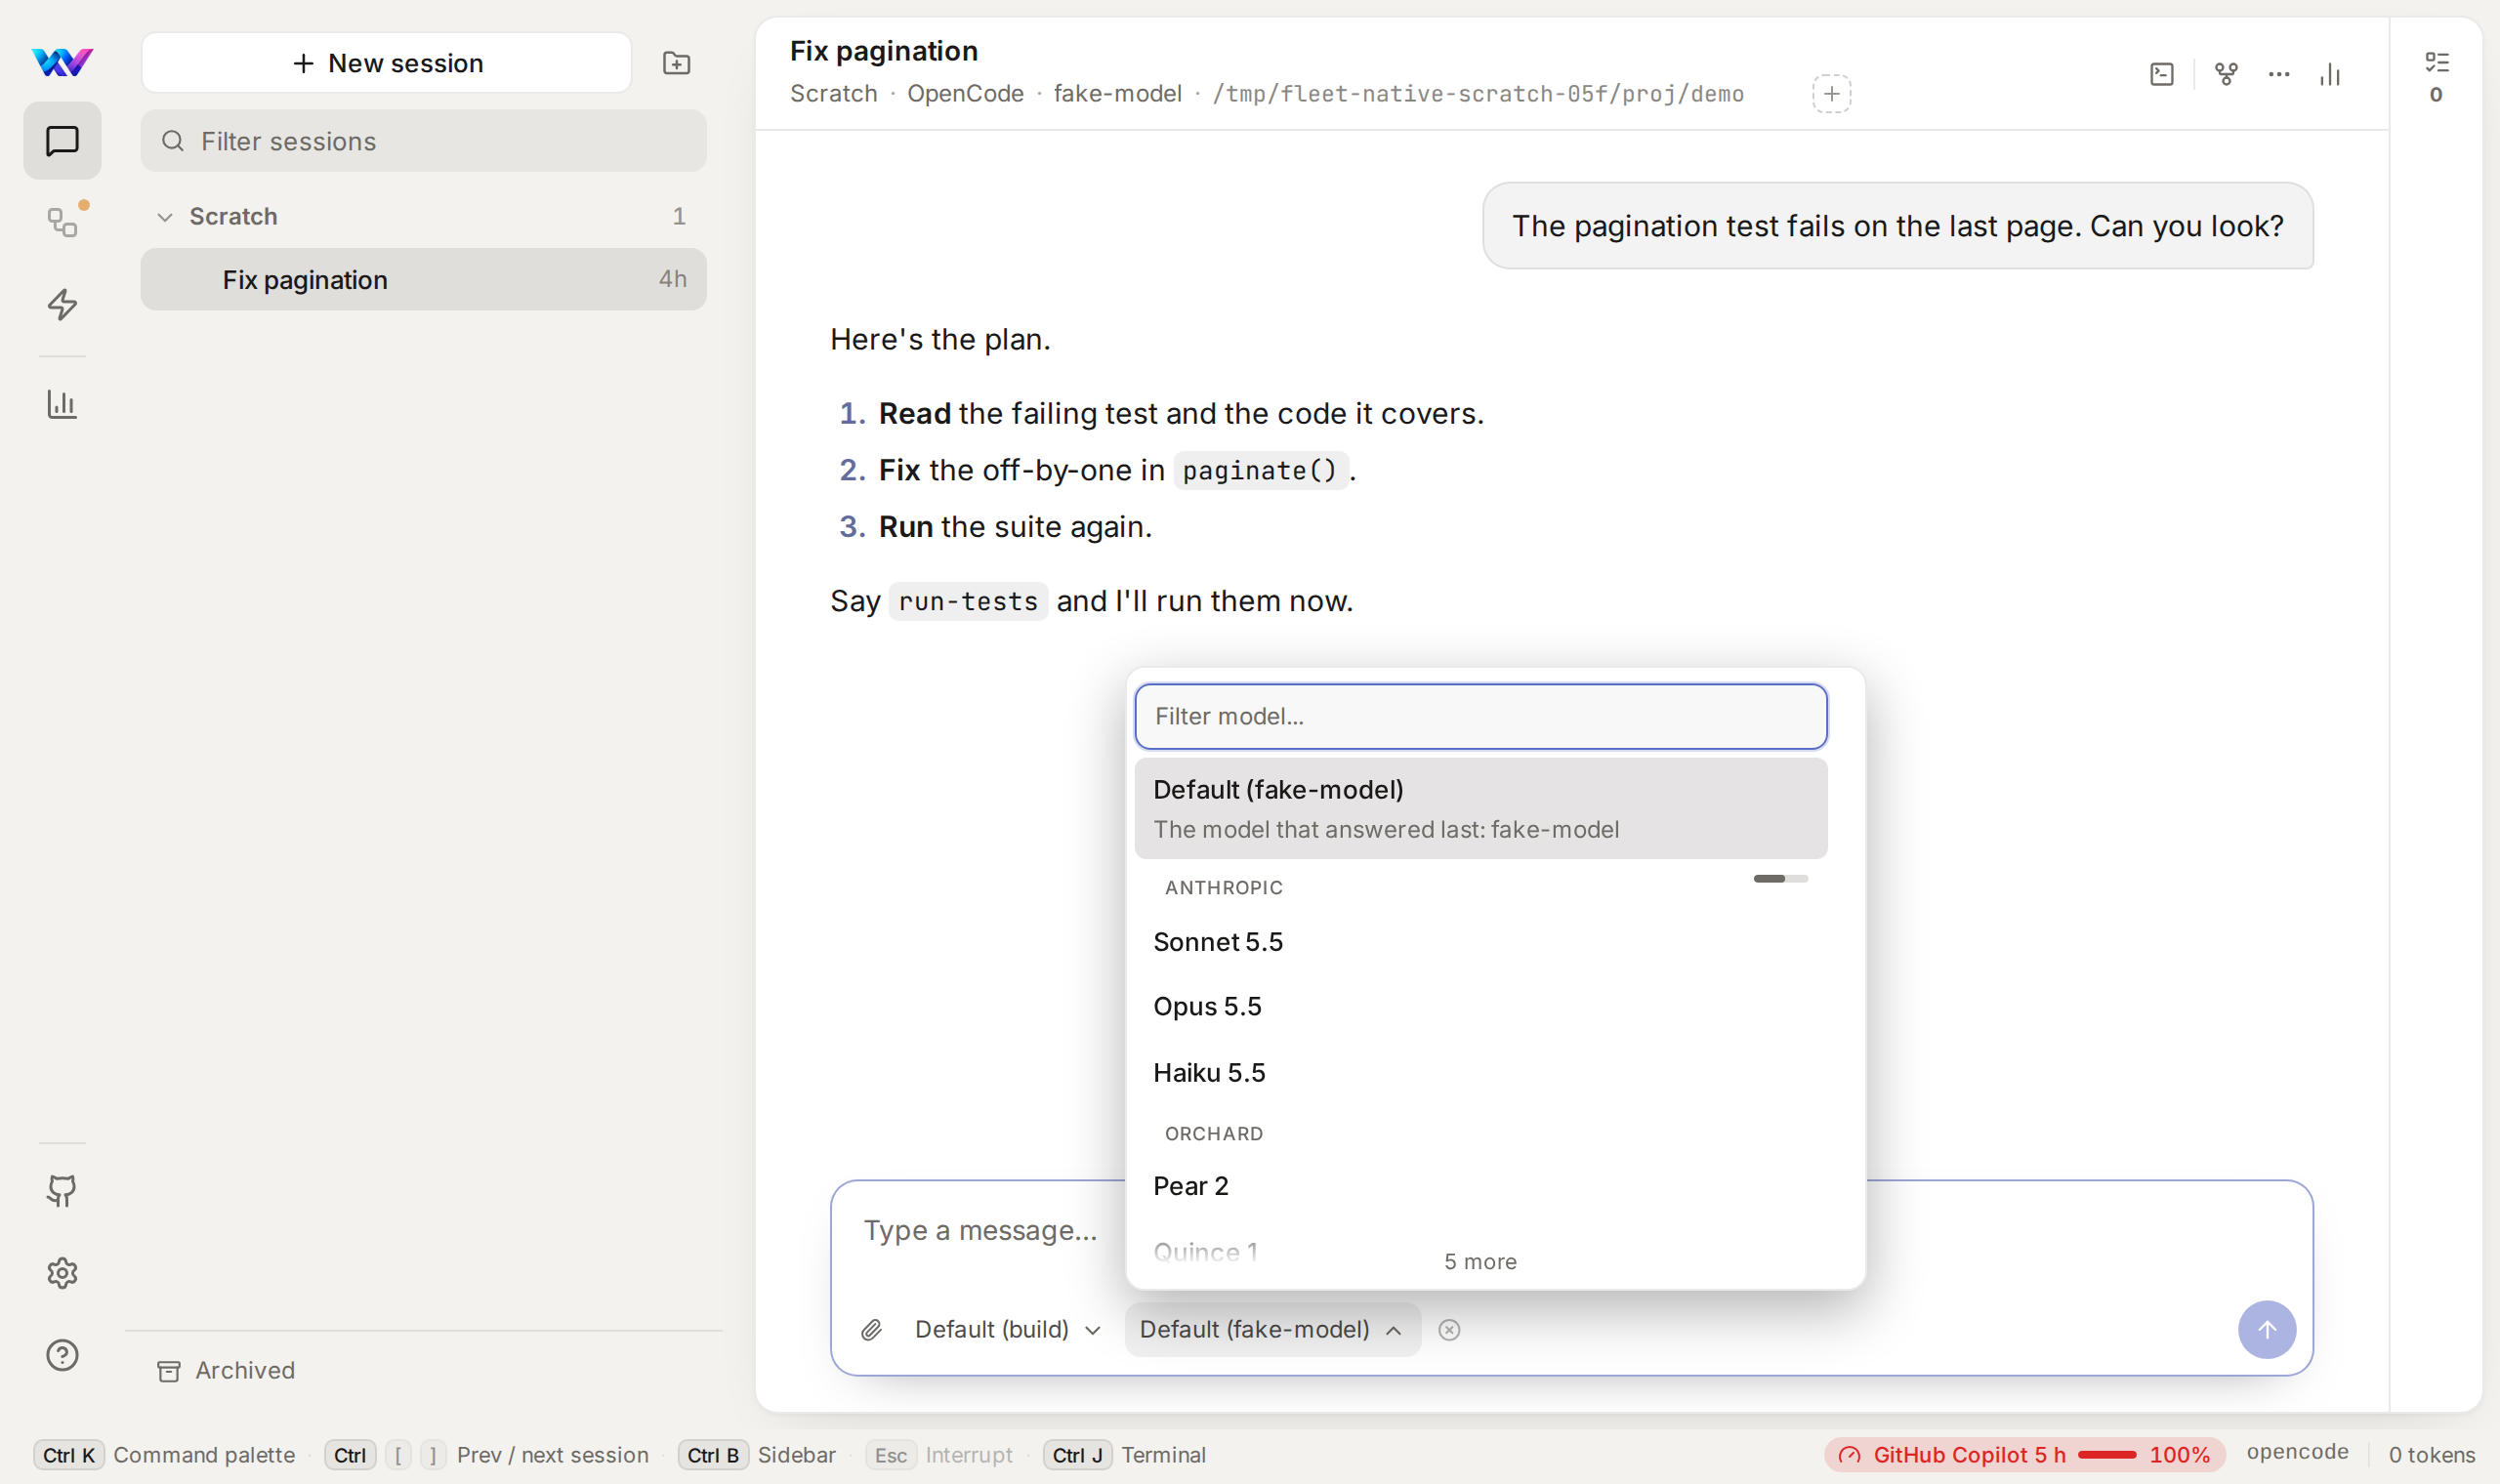 New session
Filter sessions
Scratch 1
Fix pagination 4h
Archived
Fix pagination
Scratch · OpenCode · fake-model · /tmp/fleet-native-scratch-05f/proj/demo
0
The pagination test fails on the last page. Can you look?
Here's the plan.
1. Read the failing test and the code it covers.
2. Fix the off-by-one in paginate().
3. Run the suite again.
Say run-tests and I'll run them now.
Filter model...
Default (fake-model)
The model that answered last: fake-model
ANTHROPIC
Sonnet 5.5
Opus 5.5
Haiku 5.5
ORCHARD
Pear 2
Quince 1
5 more
Type a message...
Default (build) Default (fake-model)
Ctrl K Command palette · Ctrl [ ] Prev / next session · Ctrl B Sidebar · Esc Interrupt · Ctrl J Terminal
GitHub Copilot 5 h 100% opencode 0 tokens